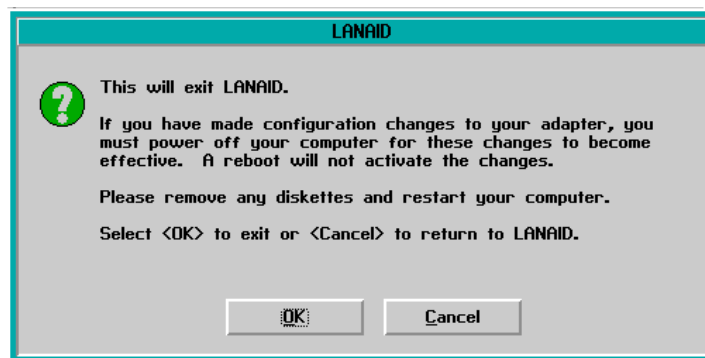 LANAID
This will exit LANAID.
If you have made configuration changes to your adapter, you
must power off your computer for these changes to become
effective.  A reboot will not activate the changes.
Please remove any diskettes and restart your computer.
Select <OK> to exit or <Cancel> to return to LANAID.
OK
Cancel